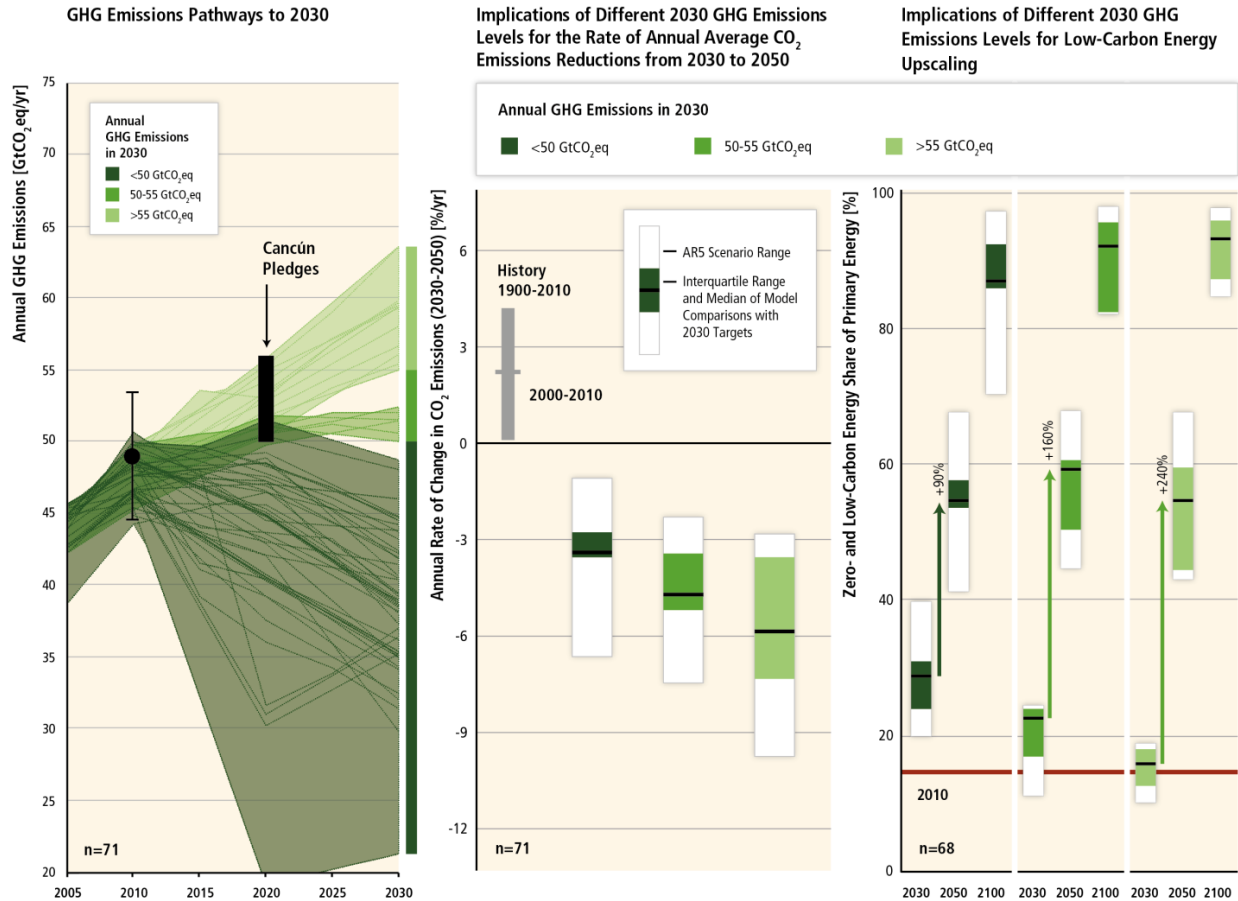 GHG Emissions Pathways to 2030
Annual GHG Emissions [GtCO2eq/yr]
75
70
65
60
55
50
45
40
35
30
25
20
Annual
GHG Emissions
in 2030
<50 GtCO2eq
50-55 GtCO2eq
>55 GtCO2eq
Cancún
Pledges
n=71
2005
2010
2015
2020
2025
2030
Implications of Different 2030 GHG Emissions
Levels for the Rate of Annual Average CO2
Emissions Reductions from 2030 to 2050
Implications of Different 2030 GHG
Emissions Levels for Low-Carbon Energy
Upscaling
Annual GHG Emissions in 2030
<50 GtCO2eq
50-55 GtCO2eq
>55 GtCO2eq
Annual Rate of Change in CO2 Emissions (2030-2050) [%/yr]
6
3
0
-3
-6
-9
-12
History
1900-2010
2000-2010
AR5 Scenario Range
Interquartile Range
and Median of Model
Comparisons with
2030 Targets
n=71
Zero- and Low-Carbon Energy Share of Primary Energy [%]
100
80
60
40
20
0
+90%
+160%
+240%
2010
n=68
2030
2050
2100
2030
2050
2100
2030
2050
2100